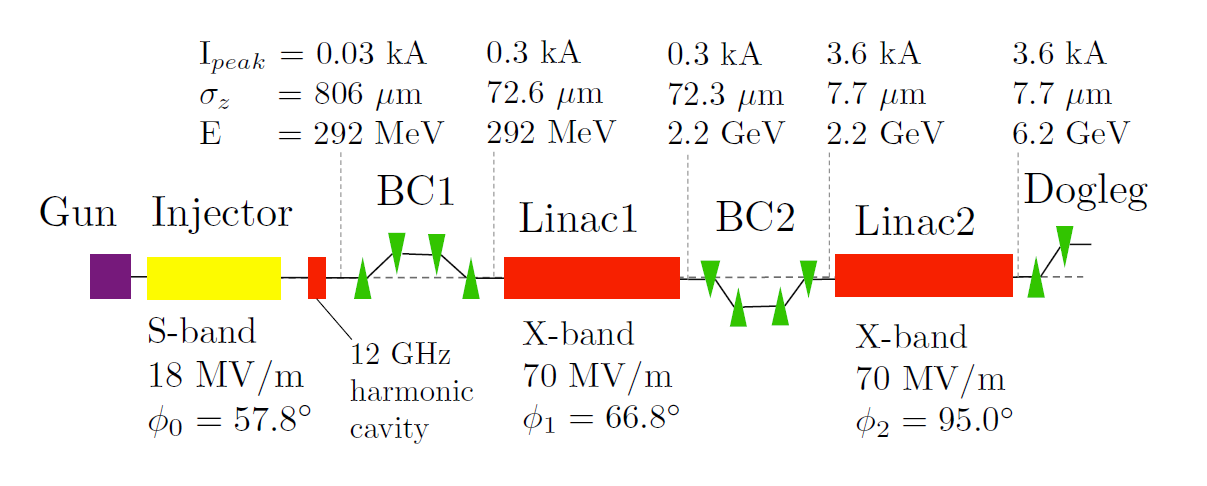 I_peak = 0.03 kA 0.3 kA 0.3 kA 3.6 kA 3.6 kA
σ_z = 806 μm 72.6 μm 72.3 μm 7.7 μm 7.7 μm
E = 292 MeV 292 MeV 2.2 GeV 2.2 GeV 6.2 GeV
Gun
Injector
BC1
Linac1
BC2
Linac2
Dogleg
S-band
18 MV/m
ϕ₀ = 57.8°
12 GHz
harmonic
cavity
X-band
70 MV/m
ϕ₁ = 66.8°
X-band
70 MV/m
ϕ₂ = 95.0°